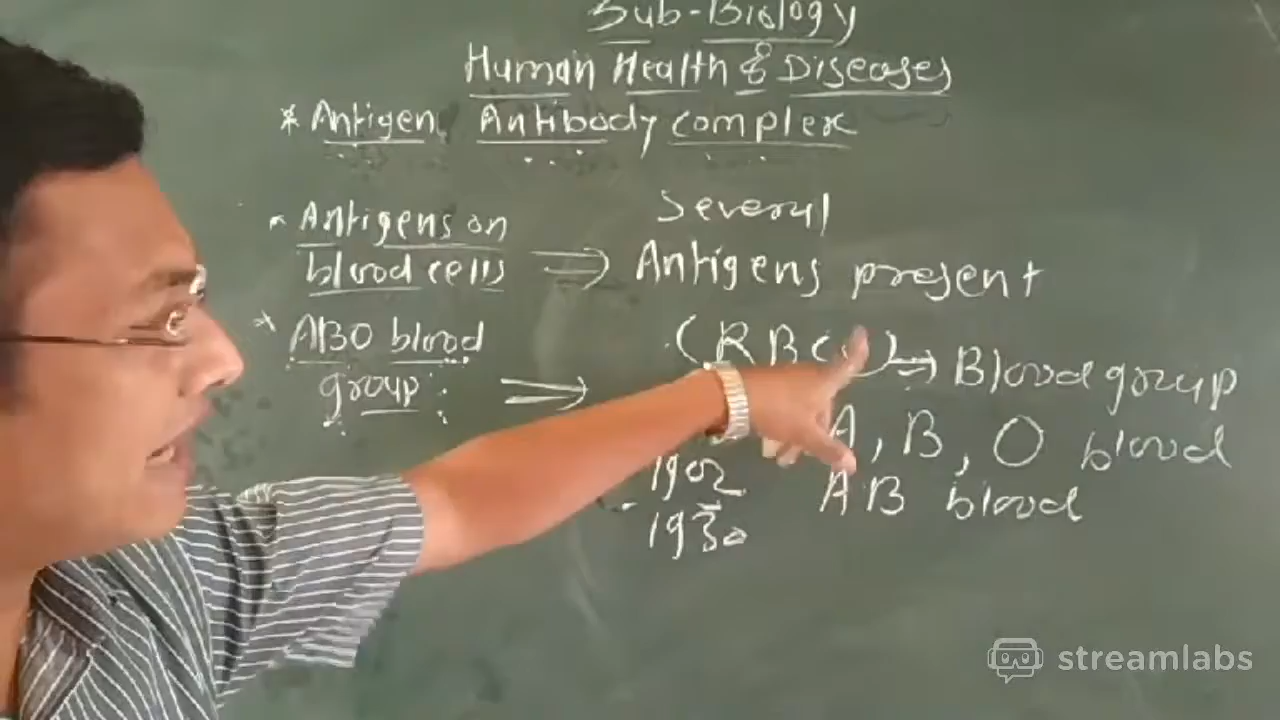 Sub-Biology
Human Health & Diseases
* Antigen Antibody complex
Antigens on
blood cells ⇒
Several
Antigens present
* ABO blood
group ⇒
(RBC
) → Blood group
A, B, O blood
1902
AB blood
1930
streamlabs